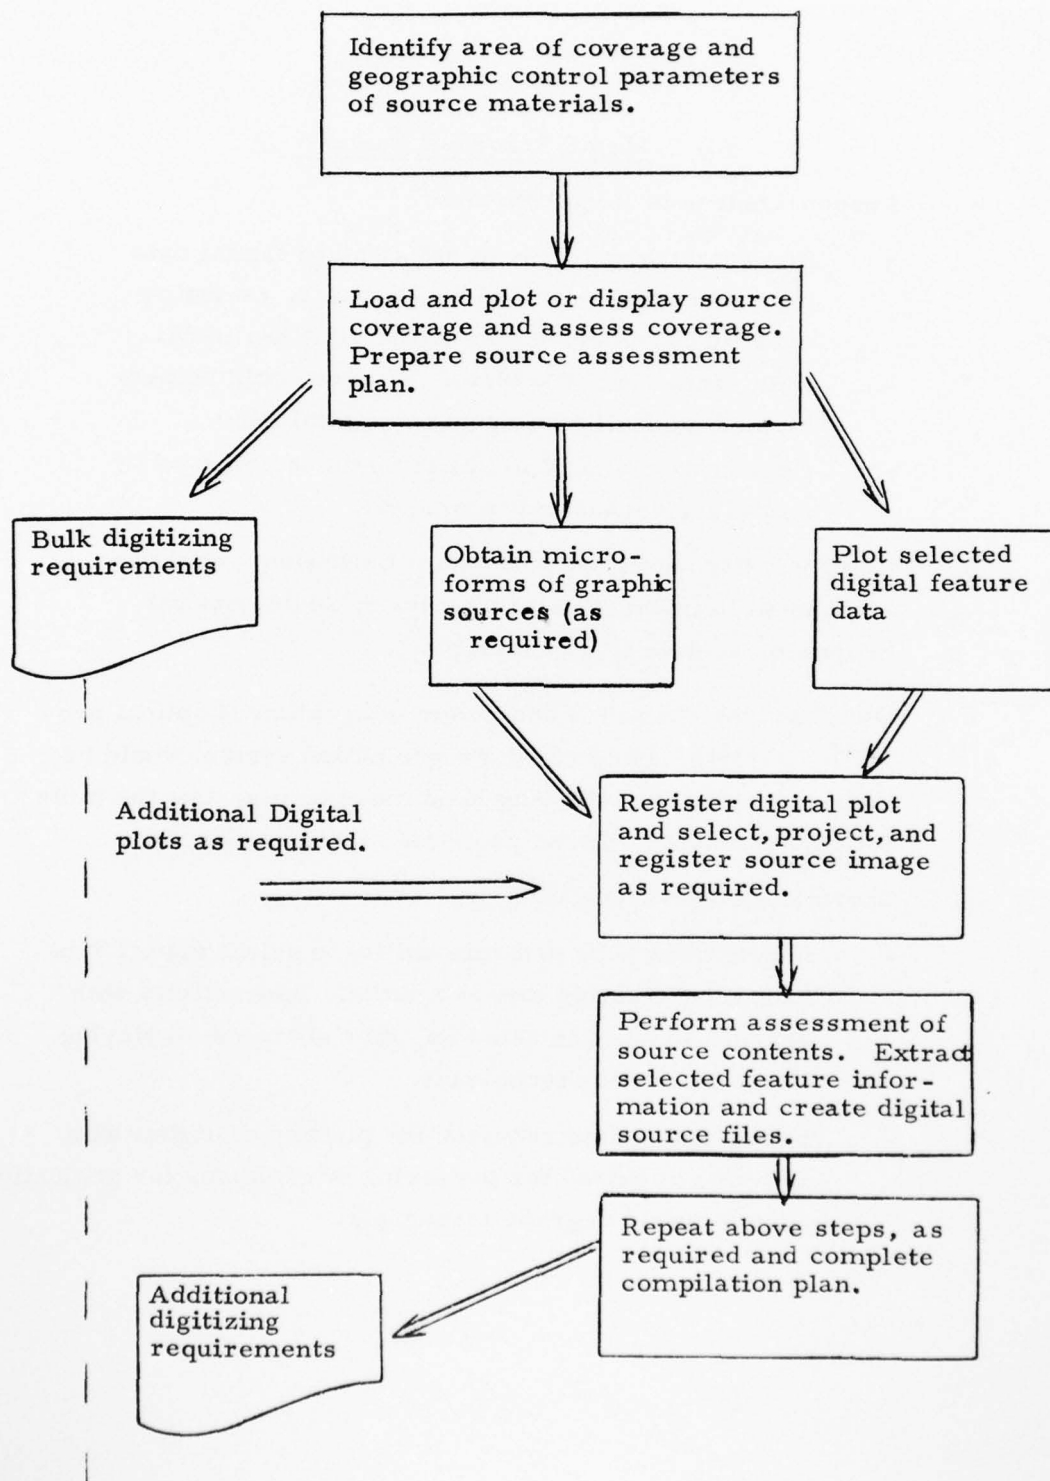 Identify area of coverage and
geographic control parameters
of source materials.
Load and plot or display source
coverage and assess coverage.
Prepare source assessment
plan.
Bulk digitizing
requirements
Obtain micro-
forms of graphic
sources (as
required)
Plot selected
digital feature
data
Additional Digital
plots as required.
Register digital plot
and select, project, and
register source image
as required.
Perform assessment of
source contents. Extract
selected feature infor-
mation and create digital
source files.
Repeat above steps, as
required and complete
compilation plan.
Additional
digitizing
requirements